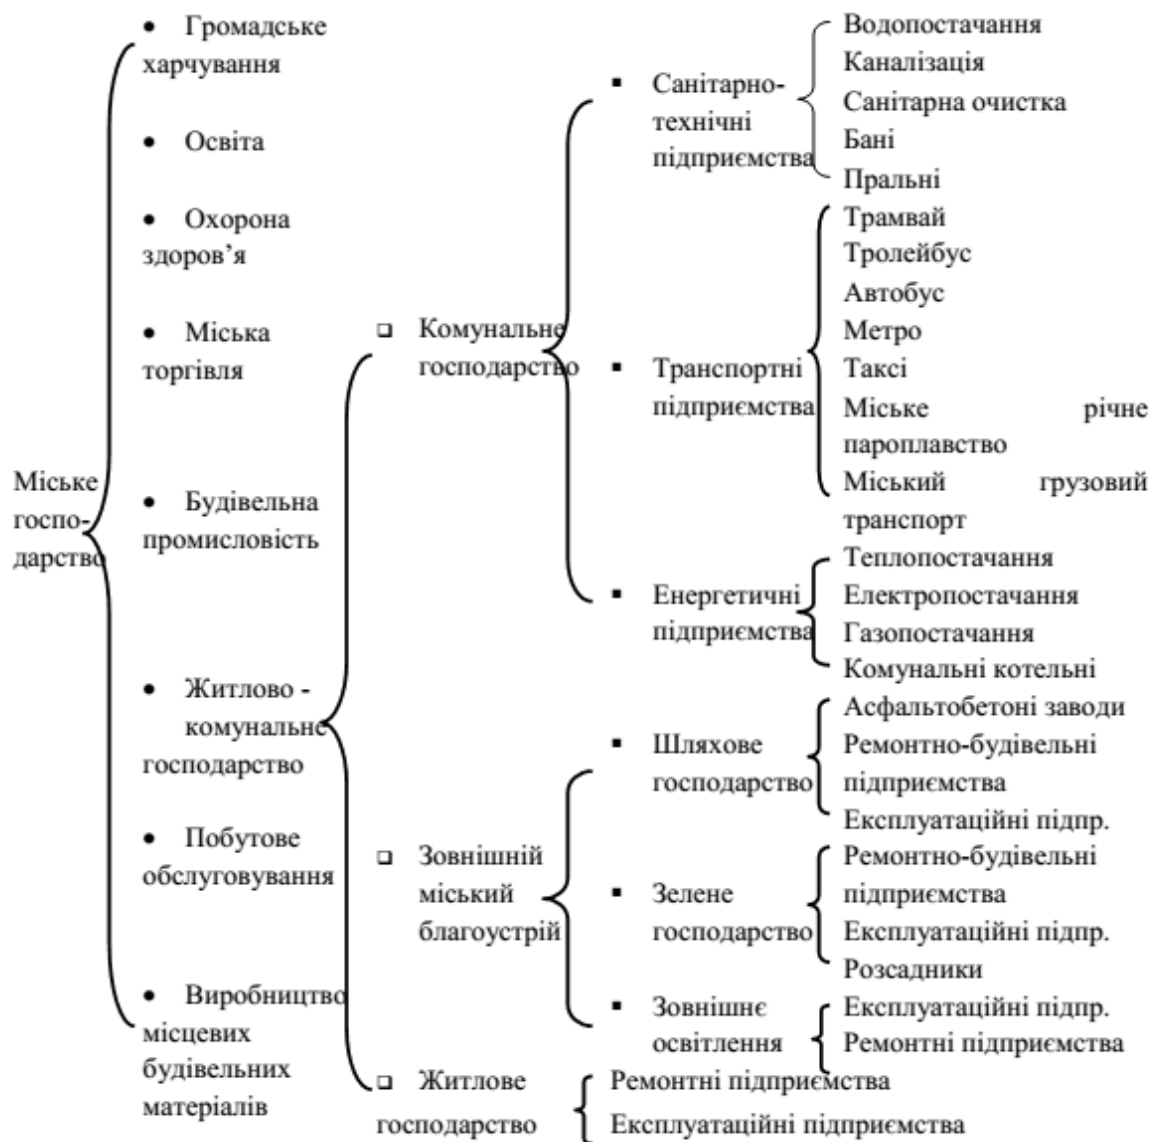 Міське
госпо-
дарство
• Громадське
харчування
• Освіта
• Охорона
здоров’я
• Міська
торгівля
• Будівельна
промисловість
• Житлово -
комунальне
господарство
• Побутове
обслуговування
• Виробництво
місцевих
будівельних
матеріалів
❑ Комунальне
господарство
❑ Зовнішній
міський
благоустрій
❑ Житлове
господарство
▪ Санітарно-
технічні
підприємства
▪ Транспортні
підприємства
▪ Енергетичні
підприємства
▪ Шляхове
господарство
▪ Зелене
господарство
▪ Зовнішнє
освітлення
Водопостачання
Каналізація
Санітарна очистка
Бані
Пральні
Трамвай
Тролейбус
Автобус
Метро
Таксі
Міське річне
пароплавство
Міський грузовий
транспорт
Теплопостачання
Електропостачання
Газопостачання
Комунальні котельні
Асфальтобетоні заводи
Ремонтно-будівельні
підприємства
Експлуатаційні підпр.
Ремонтно-будівельні
підприємства
Експлуатаційні підпр.
Розсадники
Експлуатаційні підпр.
Ремонтні підприємства
Ремонтні підприємства
Експлуатаційні підприємства